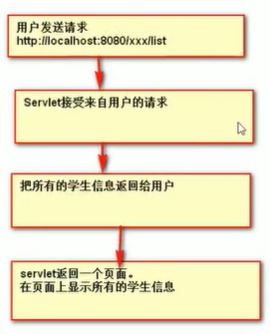 用户发送请求
http://localhost:8080/xxx/list
Servlet接受来自用户的请求
把所有的学生信息返回给用户
servlet返回一个页面。
在页面上显示所有的学生信息